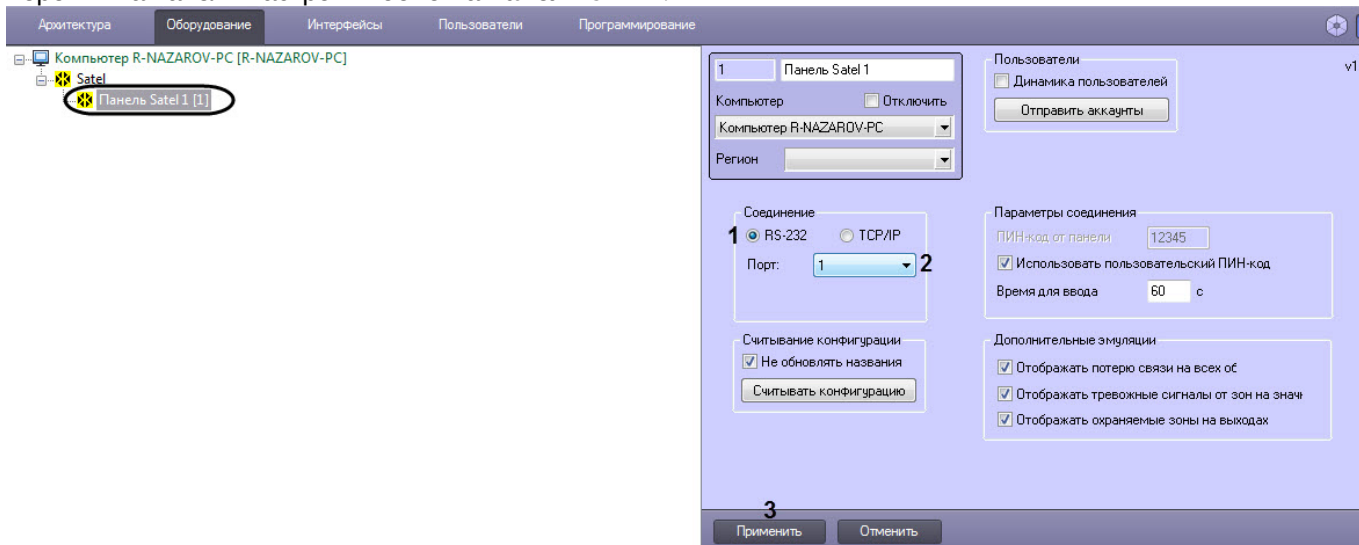 Архитектура Оборудование Интерфейсы Пользователи Программирование
Компьютер R-NAZAROV-PC [R-NAZAROV-PC]
Satel
Панель Satel 1 [1]
1 Панель Satel 1
Компьютер Отключить
Компьютер R-NAZAROV-PC
Регион
Пользователи
Динамика пользователей
Отправить аккаунты
v1
Соединение
1 RS-232 TCP/IP
Порт: 1 2
Параметры соединения
ПИН-код от панели 12345
Использовать пользовательский ПИН-код
Время для ввода 60 с
Считывание конфигурации
Не обновлять названия
Считывать конфигурацию
Дополнительные эмуляции
Отображать потерю связи на всех об
Отображать тревожные сигналы от зон на знач
Отображать охраняемые зоны на выходах
3
Применить Отменить